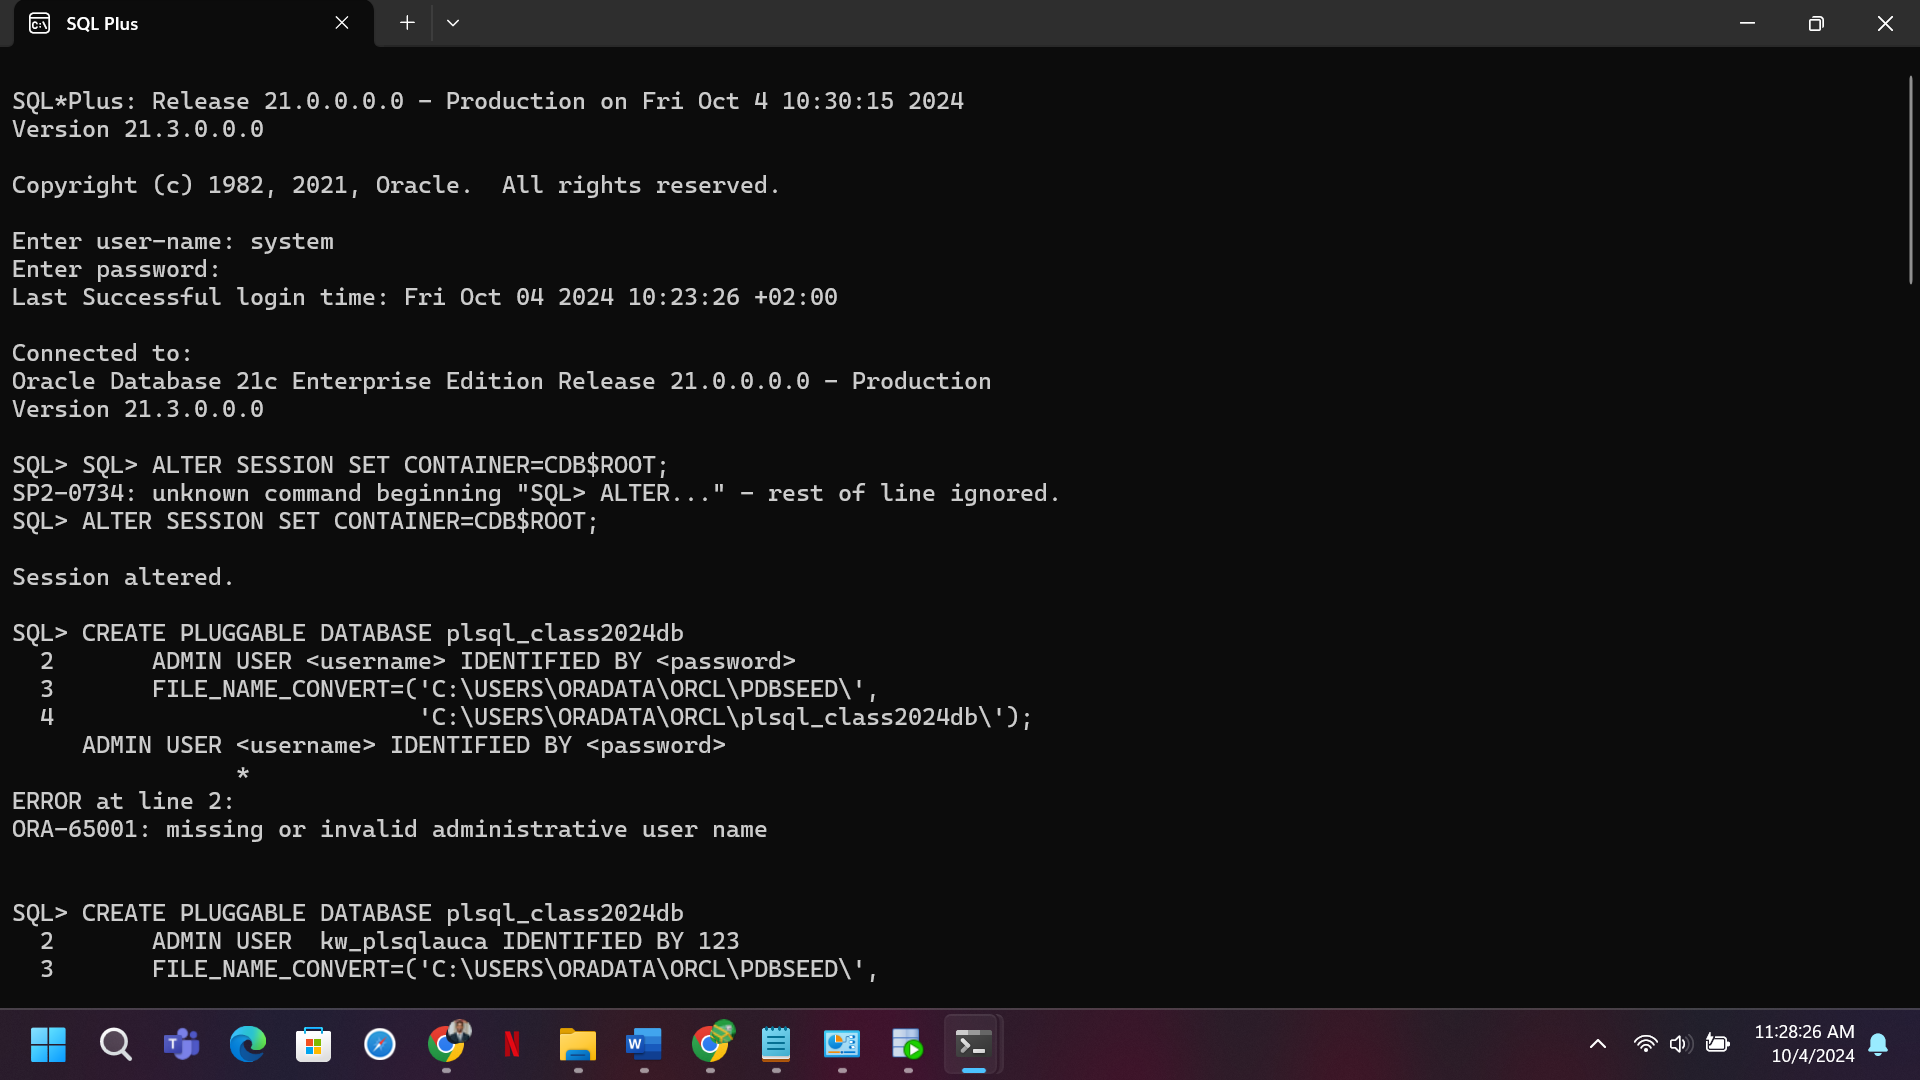 SQL Plus
SQL*Plus: Release 21.0.0.0.0 - Production on Fri Oct 4 10:30:15 2024
Version 21.3.0.0.0
Copyright (c) 1982, 2021, Oracle.  All rights reserved.
Enter user-name: system
Enter password:
Last Successful login time: Fri Oct 04 2024 10:23:26 +02:00
Connected to:
Oracle Database 21c Enterprise Edition Release 21.0.0.0.0 - Production
Version 21.3.0.0.0
SQL> SQL> ALTER SESSION SET CONTAINER=CDB$ROOT;
SP2-0734: unknown command beginning "SQL> ALTER..." - rest of line ignored.
SQL> ALTER SESSION SET CONTAINER=CDB$ROOT;
Session altered.
SQL> CREATE PLUGGABLE DATABASE plsql_class2024db
  2       ADMIN USER <username> IDENTIFIED BY <password>
  3       FILE_NAME_CONVERT=('C:\USERS\ORADATA\ORCL\PDBSEED\',
  4                          'C:\USERS\ORADATA\ORCL\plsql_class2024db\');
     ADMIN USER <username> IDENTIFIED BY <password>
                *
ERROR at line 2:
ORA-65001: missing or invalid administrative user name
SQL> CREATE PLUGGABLE DATABASE plsql_class2024db
  2       ADMIN USER  kw_plsqlauca IDENTIFIED BY 123
  3       FILE_NAME_CONVERT=('C:\USERS\ORADATA\ORCL\PDBSEED\',
11:28:26 AM
10/4/2024